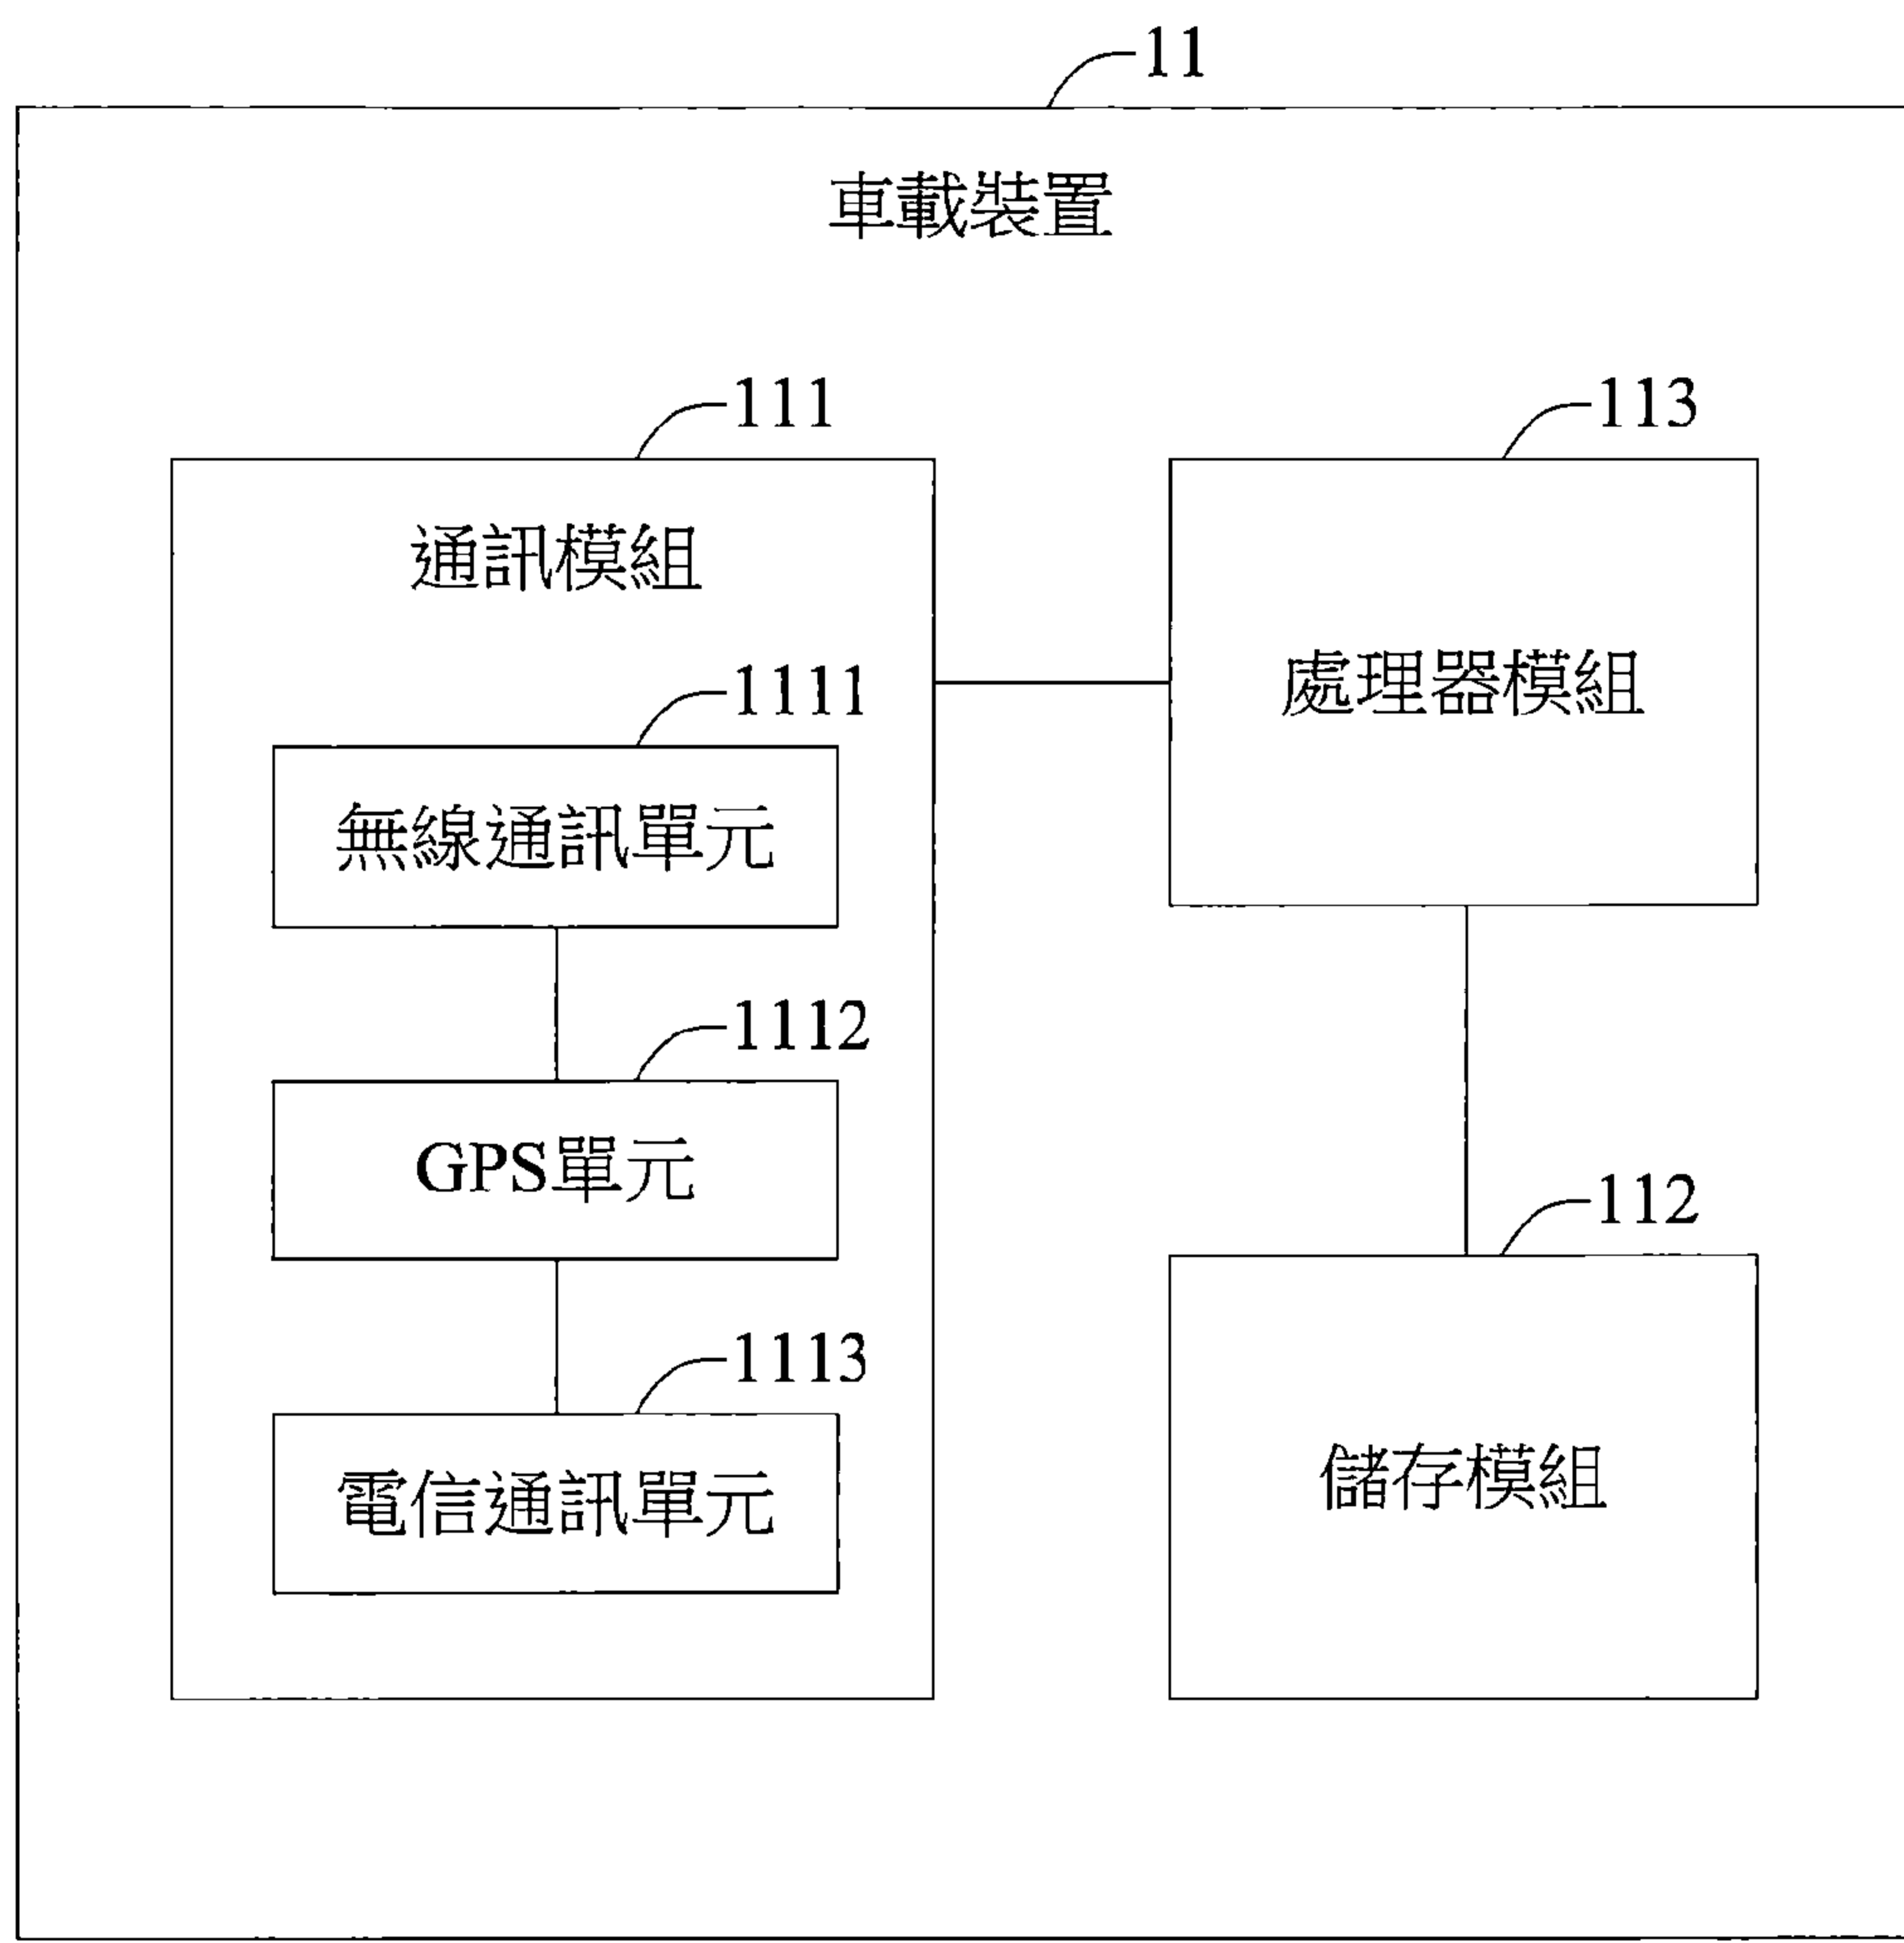 11
車載裝置
111
通訊模組
1111
無線通訊單元
1112
GPS單元
1113
電信通訊單元
113
處理器模組
112
儲存模組